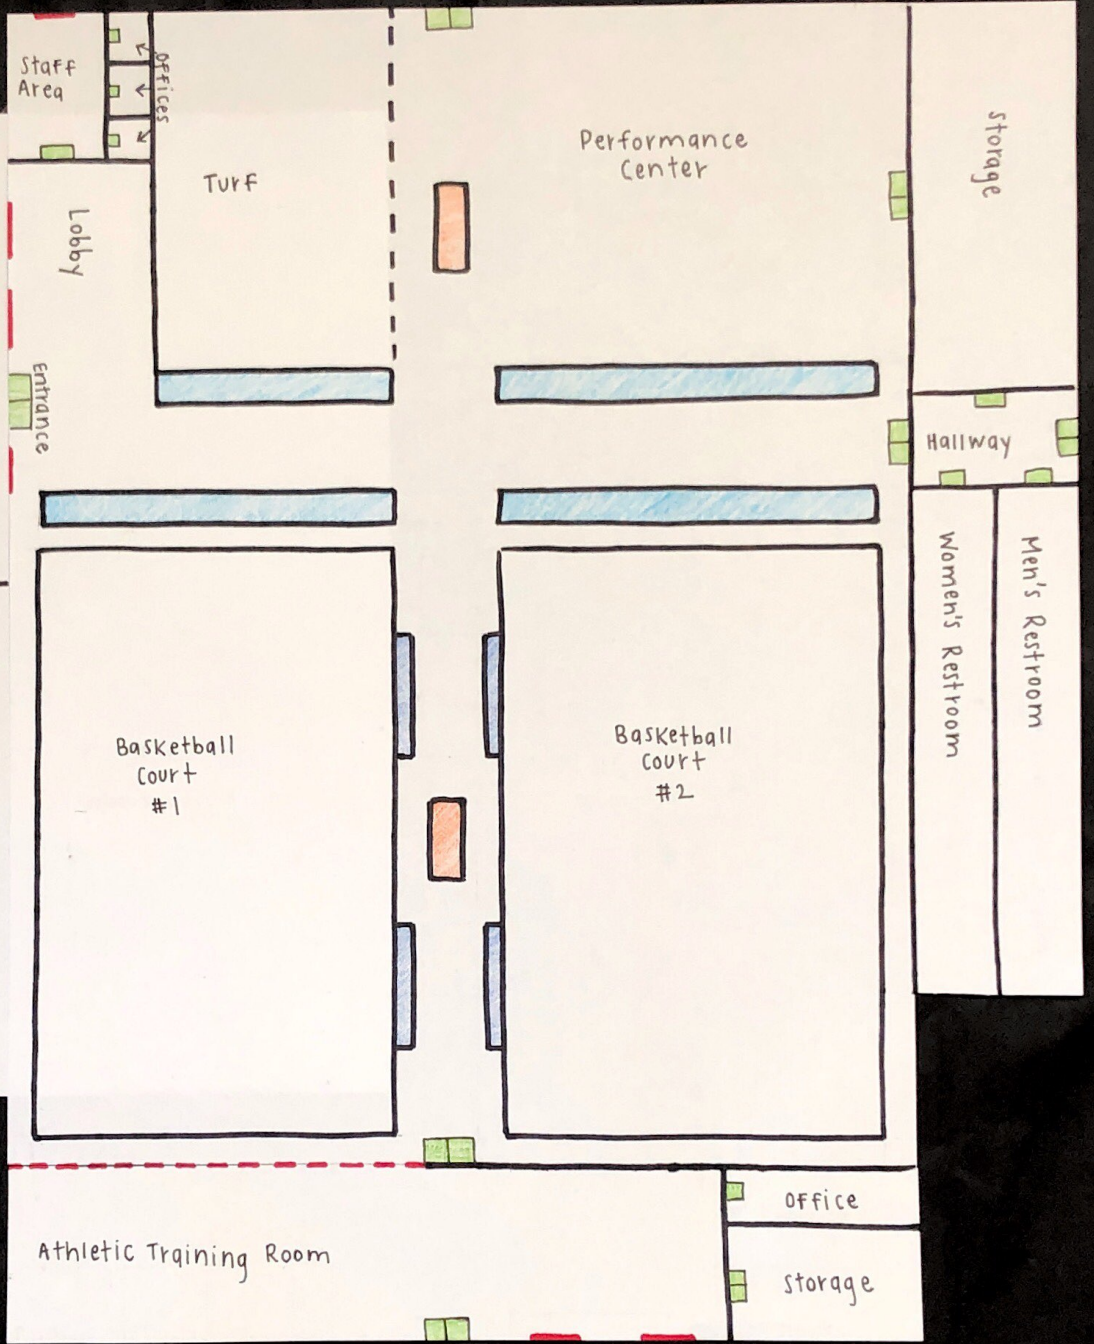 Staff
Area
offices
Turf
Performance
Center
Storage
Lobby
Entrance
Hallway
Women's Restroom
Men's Restroom
Basketball
Court
#1
Basketball
Court
#2
Athletic Training Room
Office
Storage